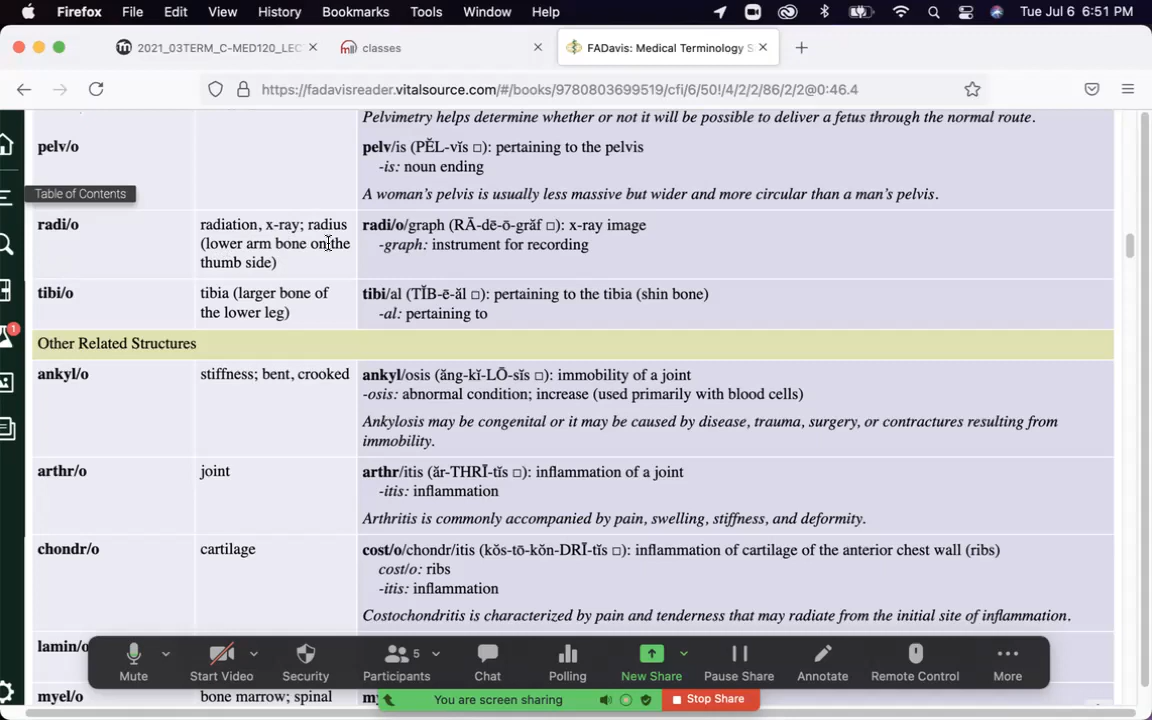 Firefox File Edit View History Bookmarks Tools Window Help Tue Jul 6 6:51 PM
2021_03TERM_C-MED120_LEC classes FADavis: Medical Terminology S
https://fadavisreader.vitalsource.com/#/books/9780803699519/cfi/6/50!/4/2/2/86/2/2@0:46.4
Pelvimetry helps determine whether or not it will be possible to deliver a fetus through the normal route.
pelv/o pelv/is (PĔL-vĭs □): pertaining to the pelvis
-is: noun ending
Table of Contents A woman's pelvis is usually less massive but wider and more circular than a man's pelvis.
radi/o radiation, x-ray; radius radi/o/graph (RĀ-dē-ō-grăf □): x-ray image
(lower arm bone on the -graph: instrument for recording
thumb side)
tibi/o tibia (larger bone of tibi/al (TĬB-ē-ăl □): pertaining to the tibia (shin bone)
the lower leg) -al: pertaining to
Other Related Structures
ankyl/o stiffness; bent, crooked ankyl/osis (ăng-kĭ-LŌ-sĭs □): immobility of a joint
-osis: abnormal condition; increase (used primarily with blood cells)
Ankylosis may be congenital or it may be caused by disease, trauma, surgery, or contractures resulting from
immobility.
1
arthr/o joint arthr/itis (ăr-THRĪ-tĭs □): inflammation of a joint
-itis: inflammation
Arthritis is commonly accompanied by pain, swelling, stiffness, and deformity.
chondr/o cartilage cost/o/chondr/itis (kŏs-tō-kŏn-DRĪ-tĭs □): inflammation of cartilage of the anterior chest wall (ribs)
cost/o: ribs
-itis: inflammation
Costochondritis is characterized by pain and tenderness that may radiate from the initial site of inflammation.
lamin/o
5
Mute Start Video Security Participants Chat Polling New Share Pause Share Annotate Remote Control More
myel/o bone marrow; spinal
You are screen sharing Stop Share